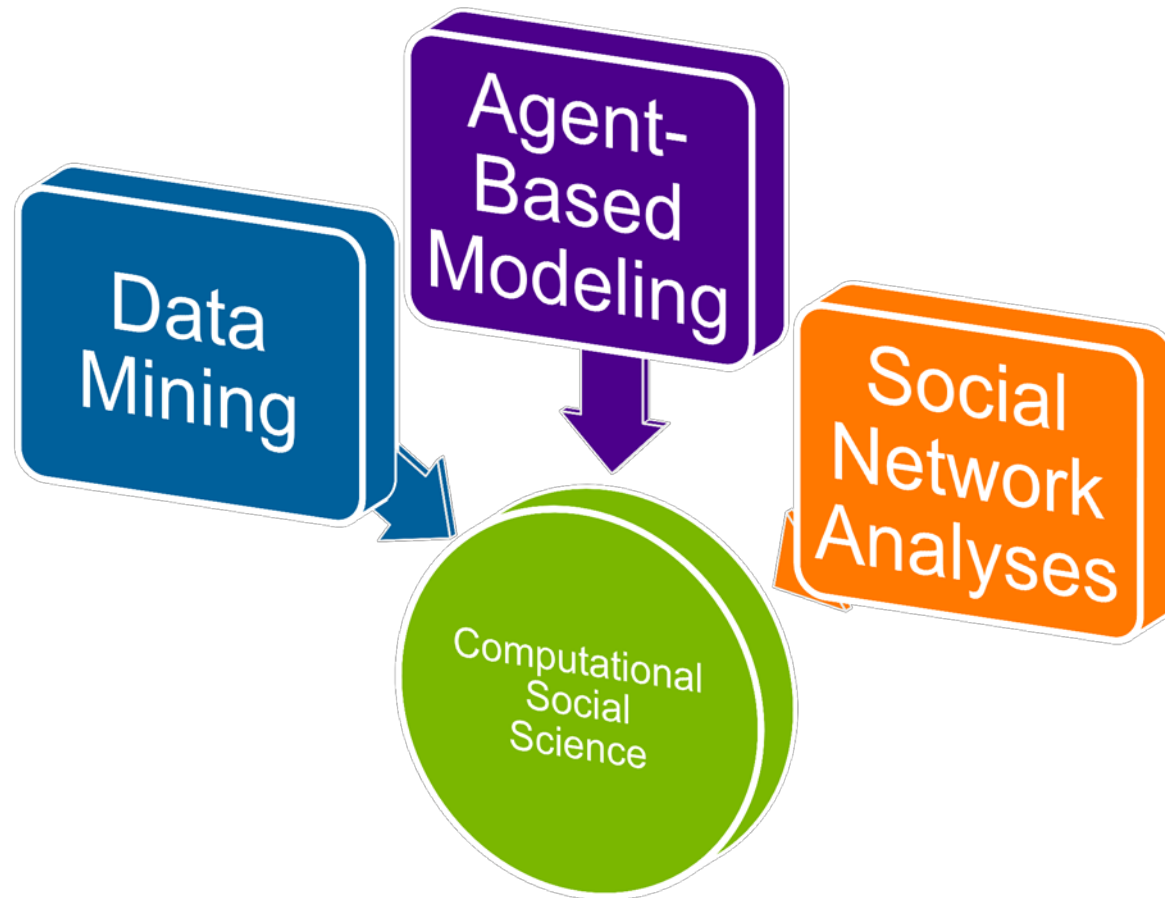 Data
Mining
Agent-
Based
Modeling
Social
Network
Analyses
Computational
Social
Science